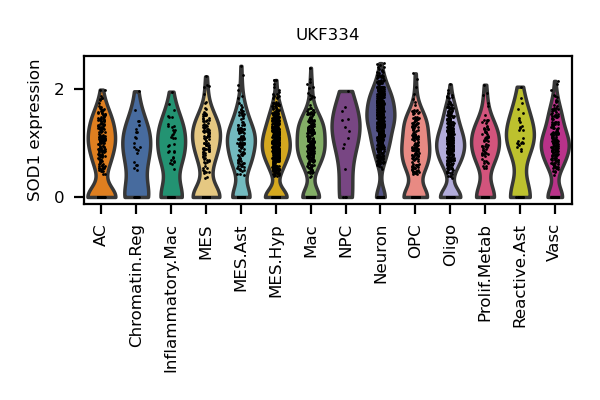 UKF334
SOD1 expression
2
0
AC
Chromatin.Reg
Inflammatory.Mac
MES
MES.Ast
MES.Hyp
Mac
NPC
Neuron
OPC
Oligo
Prolif.Metab
Reactive.Ast
Vasc